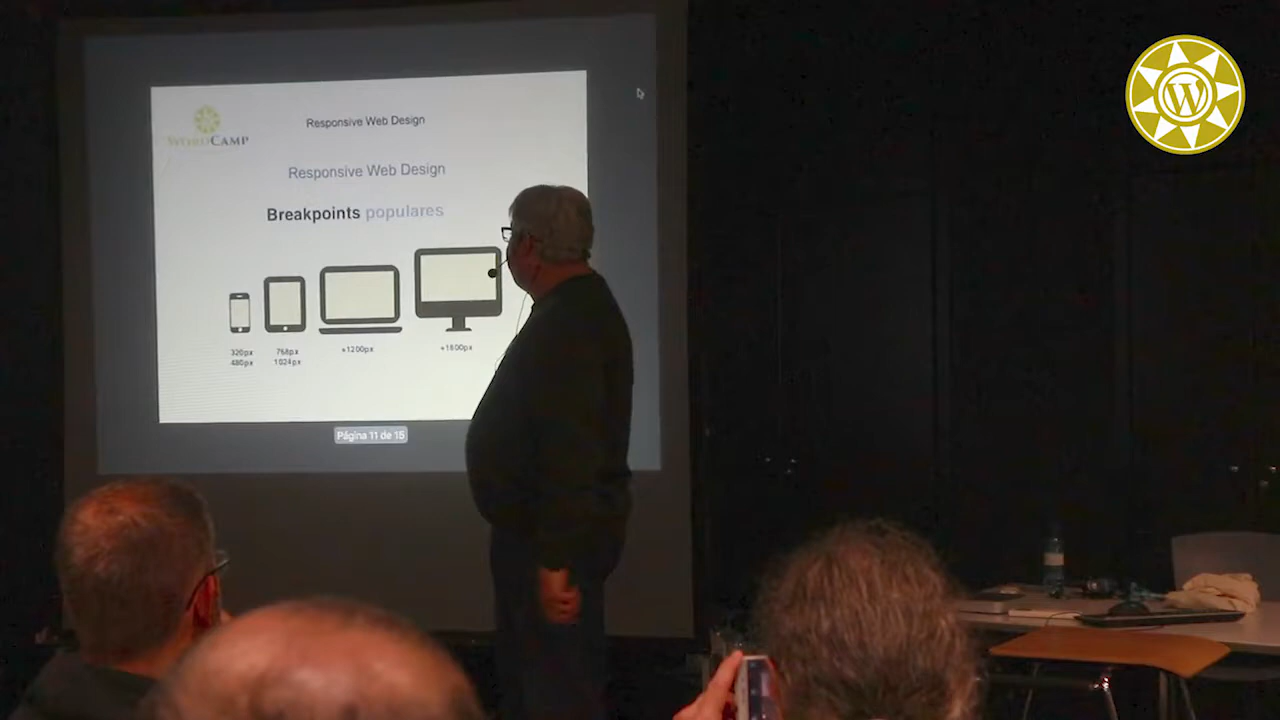 WORDCAMP
Responsive Web Design
Responsive Web Design
Breakpoints populares
320px 768px +1200px +1600px
480px 1024px
Página 11 de 15